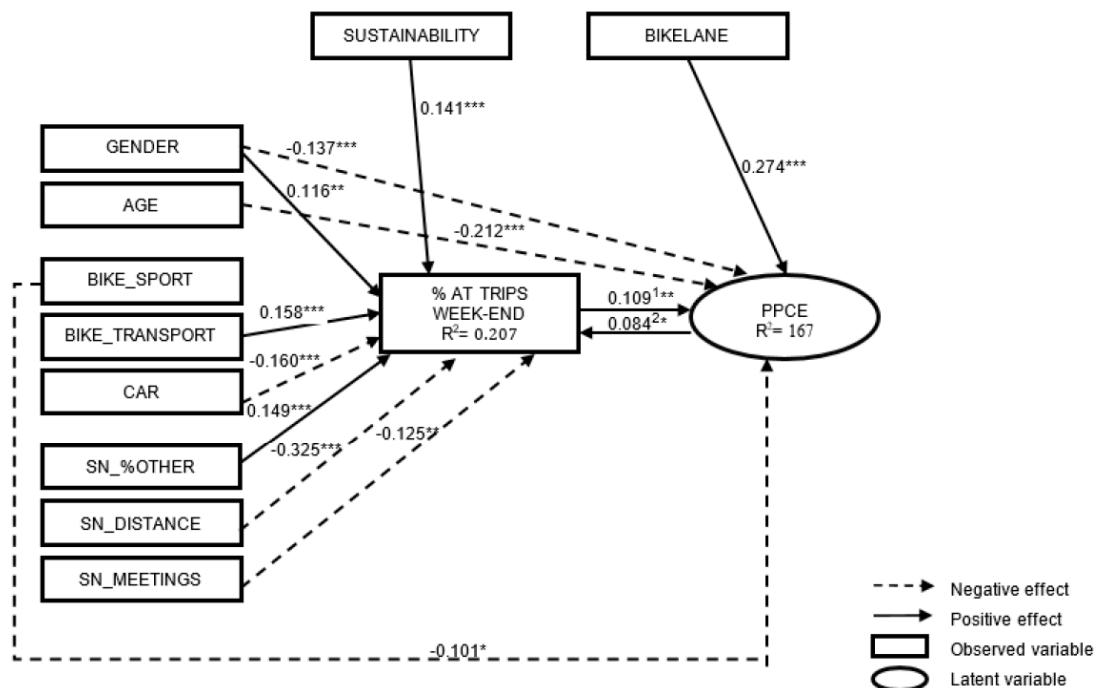 SUSTAINABILITY
BIKELANE
0.141***
GENDER
-0.137***
0.274***
0.116**
AGE
-0.212***
BIKE_SPORT
% AT TRIPS
WEEK-END
R²= 0.207
0.109¹**
0.084²*
PPCE
R²= 167
0.158***
BIKE_TRANSPORT
-0.160***
CAR
0.149***
-0.125**
-0.325***
SN_%OTHER
SN_DISTANCE
SN_MEETINGS
-0.101*
Negative effect
Positive effect
Observed variable
Latent variable